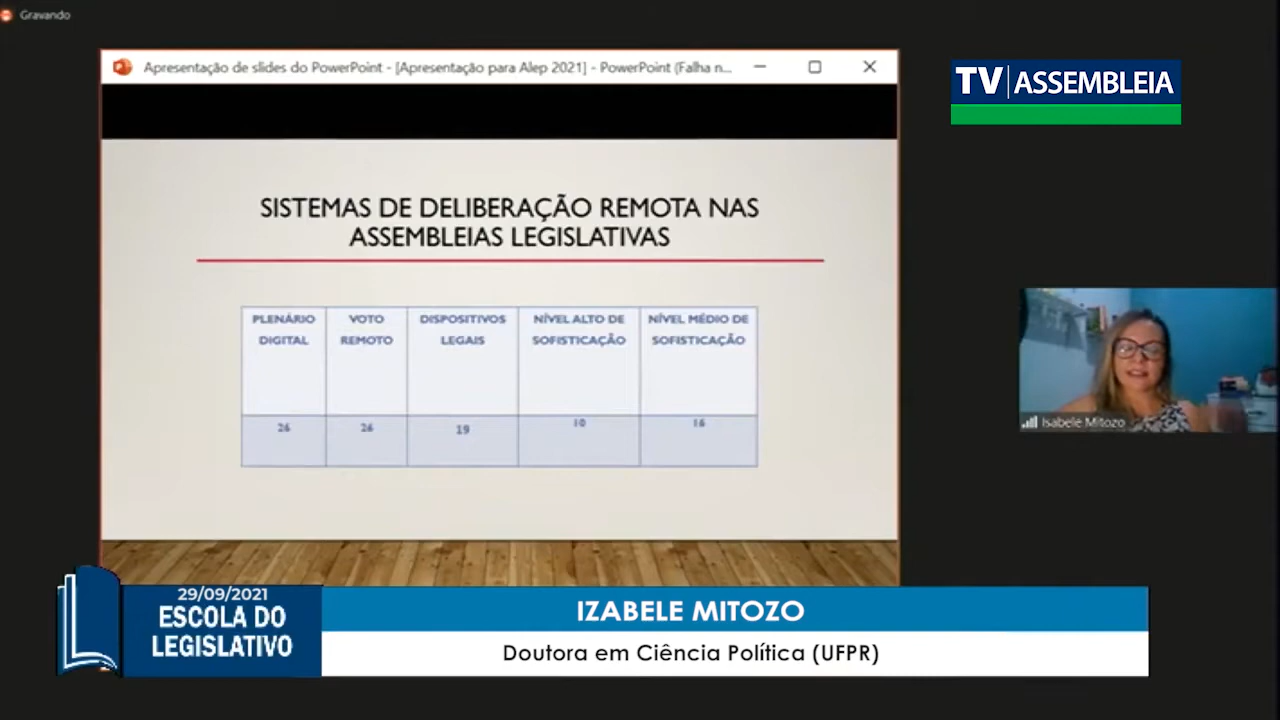 Gravando
Apresentação de slides do PowerPoint - [Apresentação para Alep 2021] - PowerPoint (Falha n...
TV ASSEMBLEIA
SISTEMAS DE DELIBERAÇÃO REMOTA NAS
ASSEMBLEIAS LEGISLATIVAS
PLENÁRIO DIGITAL
VOTO REMOTO
DISPOSITIVOS LEGAIS
NÍVEL ALTO DE SOFISTICAÇÃO
NÍVEL MÉDIO DE SOFISTICAÇÃO
26
26
19
10
16
Isabele Mitozo
29/09/2021
ESCOLA DO
LEGISLATIVO
IZABELE MITOZO
Doutora em Ciência Política (UFPR)